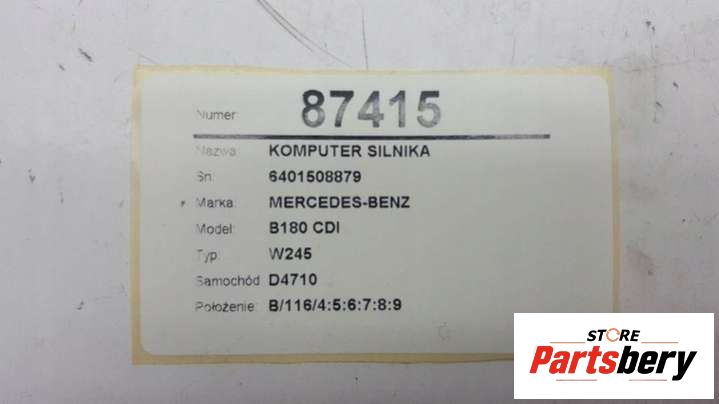 Numer: 87415
Nazwa: KOMPUTER SILNIKA
Sn: 6401508879
Marka: MERCEDES-BENZ
Model: B180 CDI
Typ: W245
Samochód D4710
Położenie: B/116/4:5:6:7:8:9
STORE
Partsbery